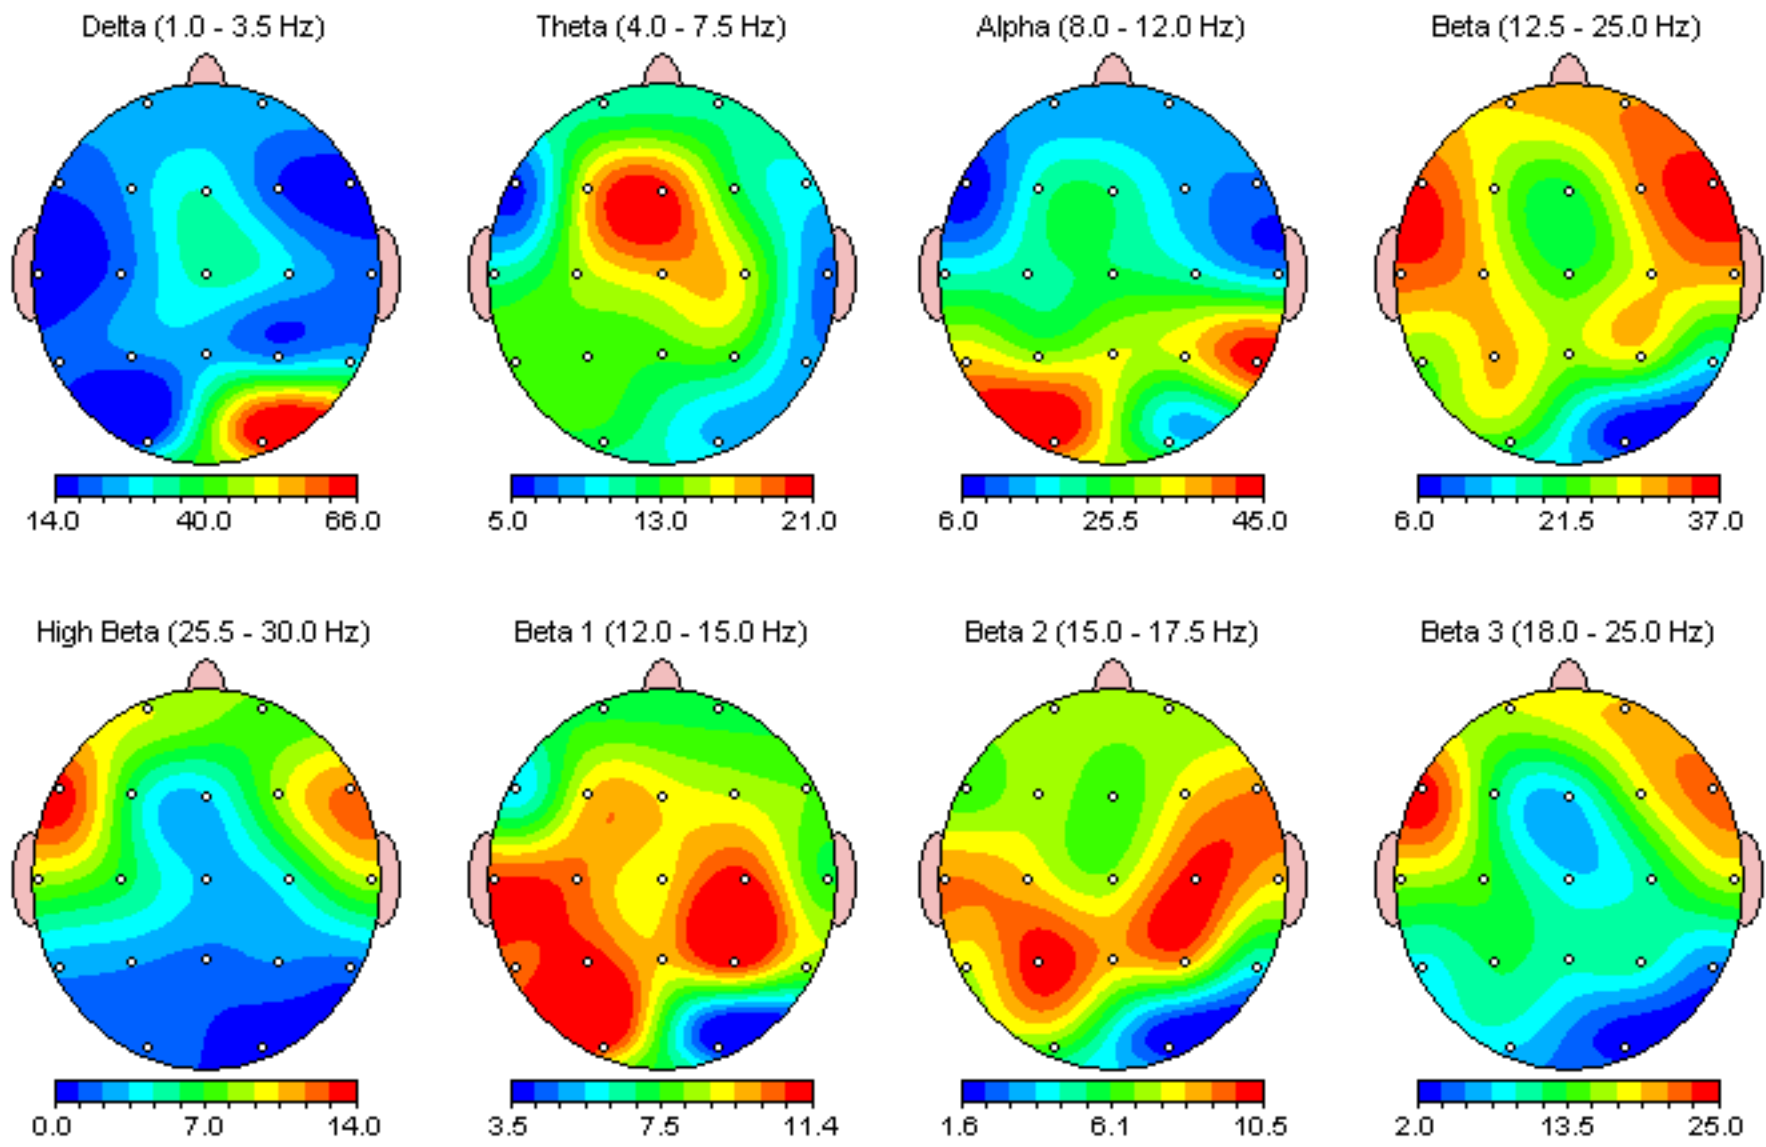 Delta (1.0 - 3.5 Hz) Theta (4.0 - 7.5 Hz) Alpha (8.0 - 12.0 Hz) Beta (12.5 - 25.0 Hz)
14.0 40.0 66.0 5.0 13.0 21.0 6.0 25.5 45.0 6.0 21.5 37.0
High Beta (25.5 - 30.0 Hz) Beta 1 (12.0 - 15.0 Hz) Beta 2 (15.0 - 17.5 Hz) Beta 3 (18.0 - 25.0 Hz)
0.0 7.0 14.0 3.5 7.5 11.4 1.6 6.1 10.5 2.0 13.5 25.0